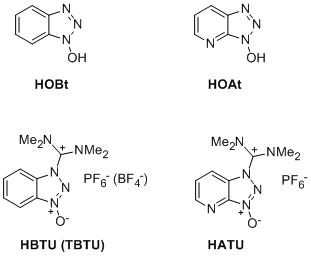 N
N
N
OH
HOBt
N
N
N
N
OH
HOAt
Me₂N
+
NMe₂
N
N
N
+
O⁻
PF₆⁻ (BF₄⁻)
HBTU (TBTU)
Me₂N
+
NMe₂
N
N
N
N
+
O⁻
PF₆⁻
HATU